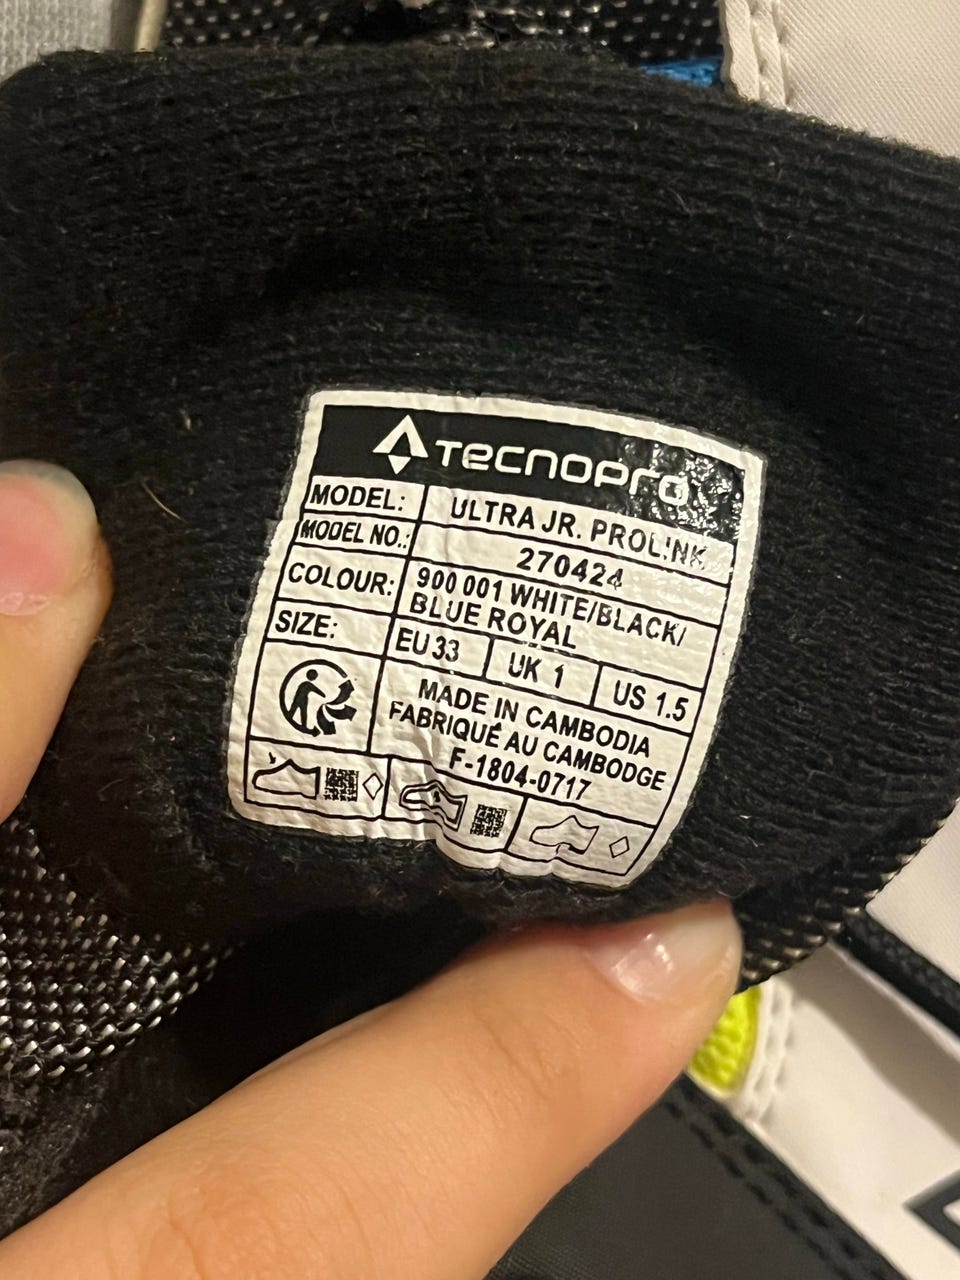 TECNOPRO
MODEL: ULTRA JR. PROLINK
MODEL NO.: 270424
COLOUR: 900 001 WHITE/BLACK/
BLUE ROYAL
SIZE: EU 33 UK 1 US 1.5
MADE IN CAMBODIA
FABRIQUÉ AU CAMBODGE
F-1804-0717